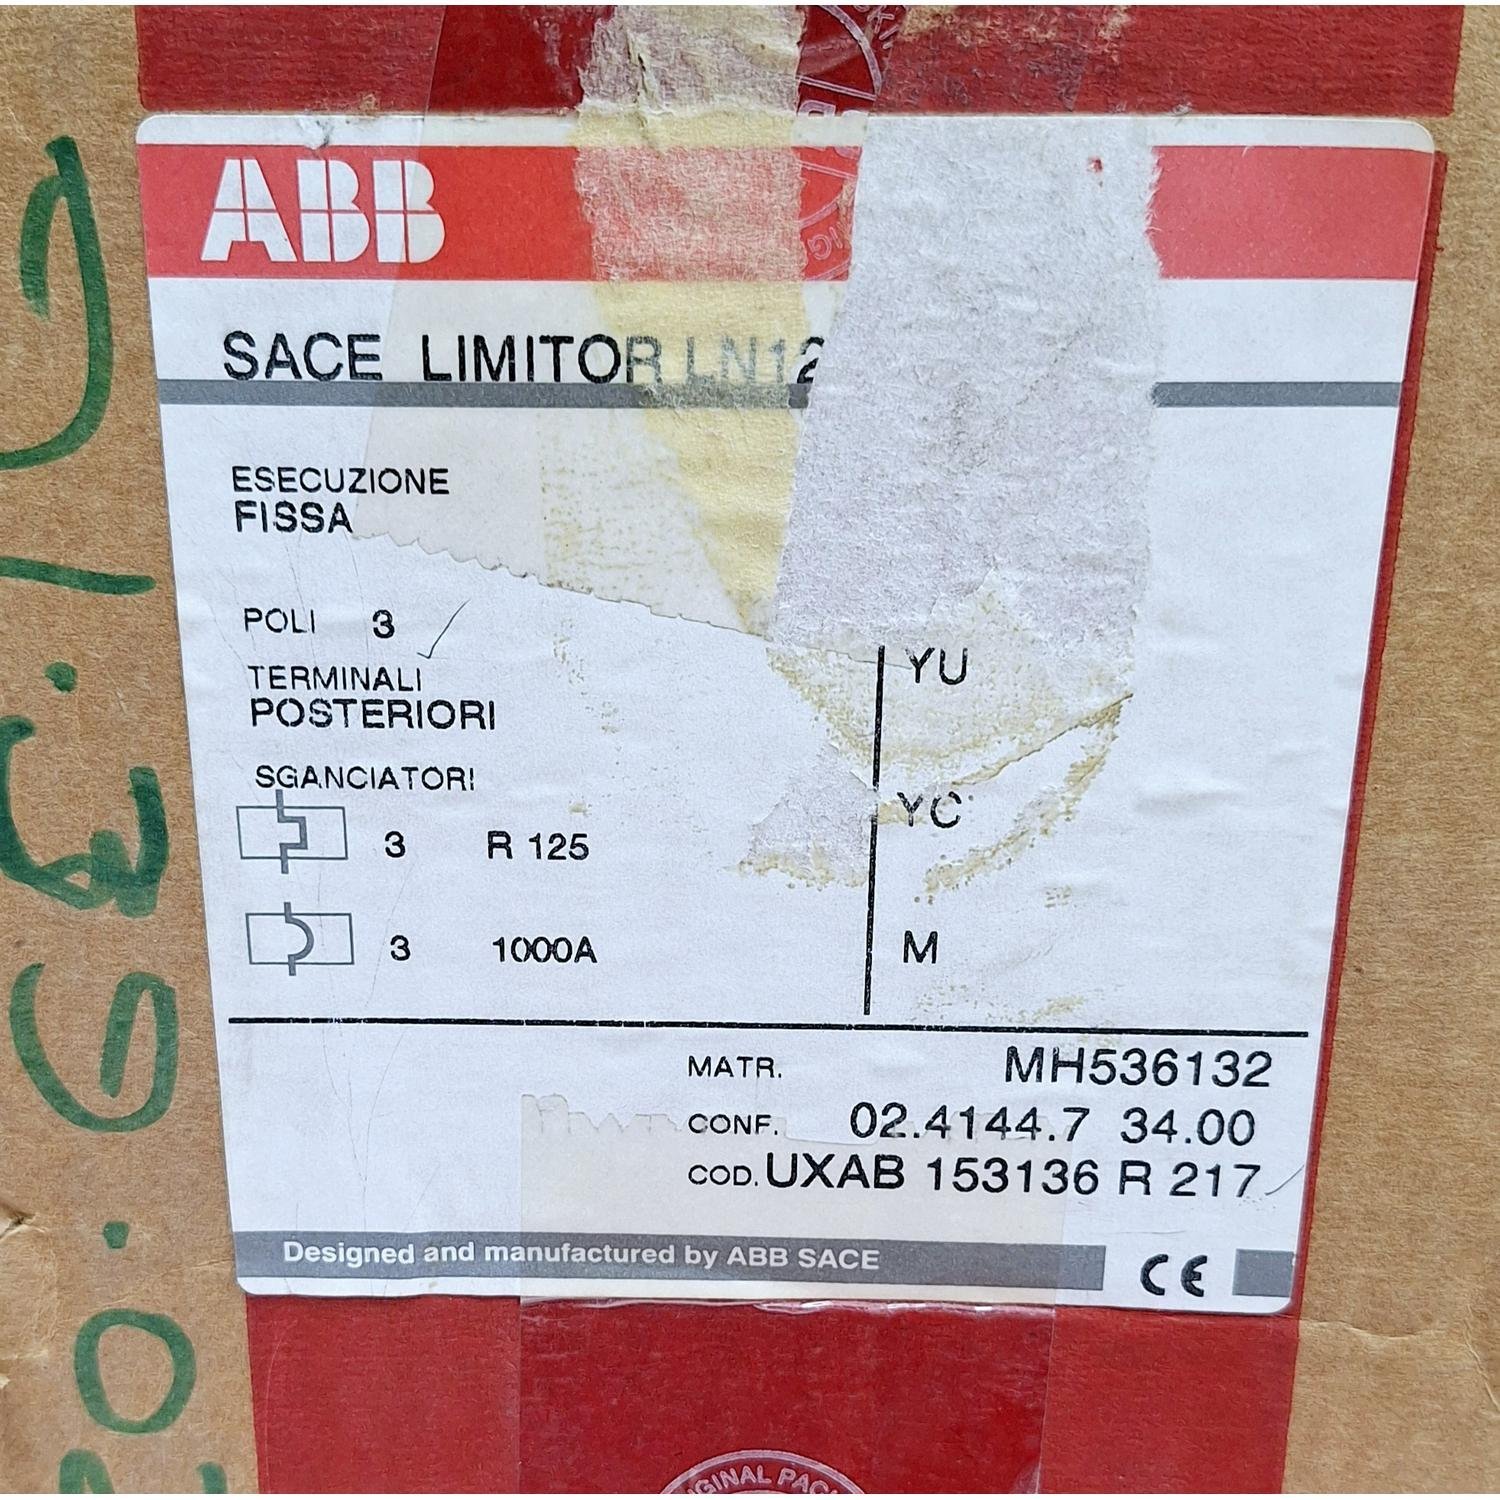 ABB
SACE LIMITOR LN12
ESECUZIONE
FISSA
POLI 3
TERMINALI
POSTERIORI
SGANCIATORI
3 R 125
3 1000A
YU
YC
M
MATR. MH536132
CONF. 02.4144.7 34.00
COD. UXAB 153136 R 217
Designed and manufactured by ABB SACE
CE